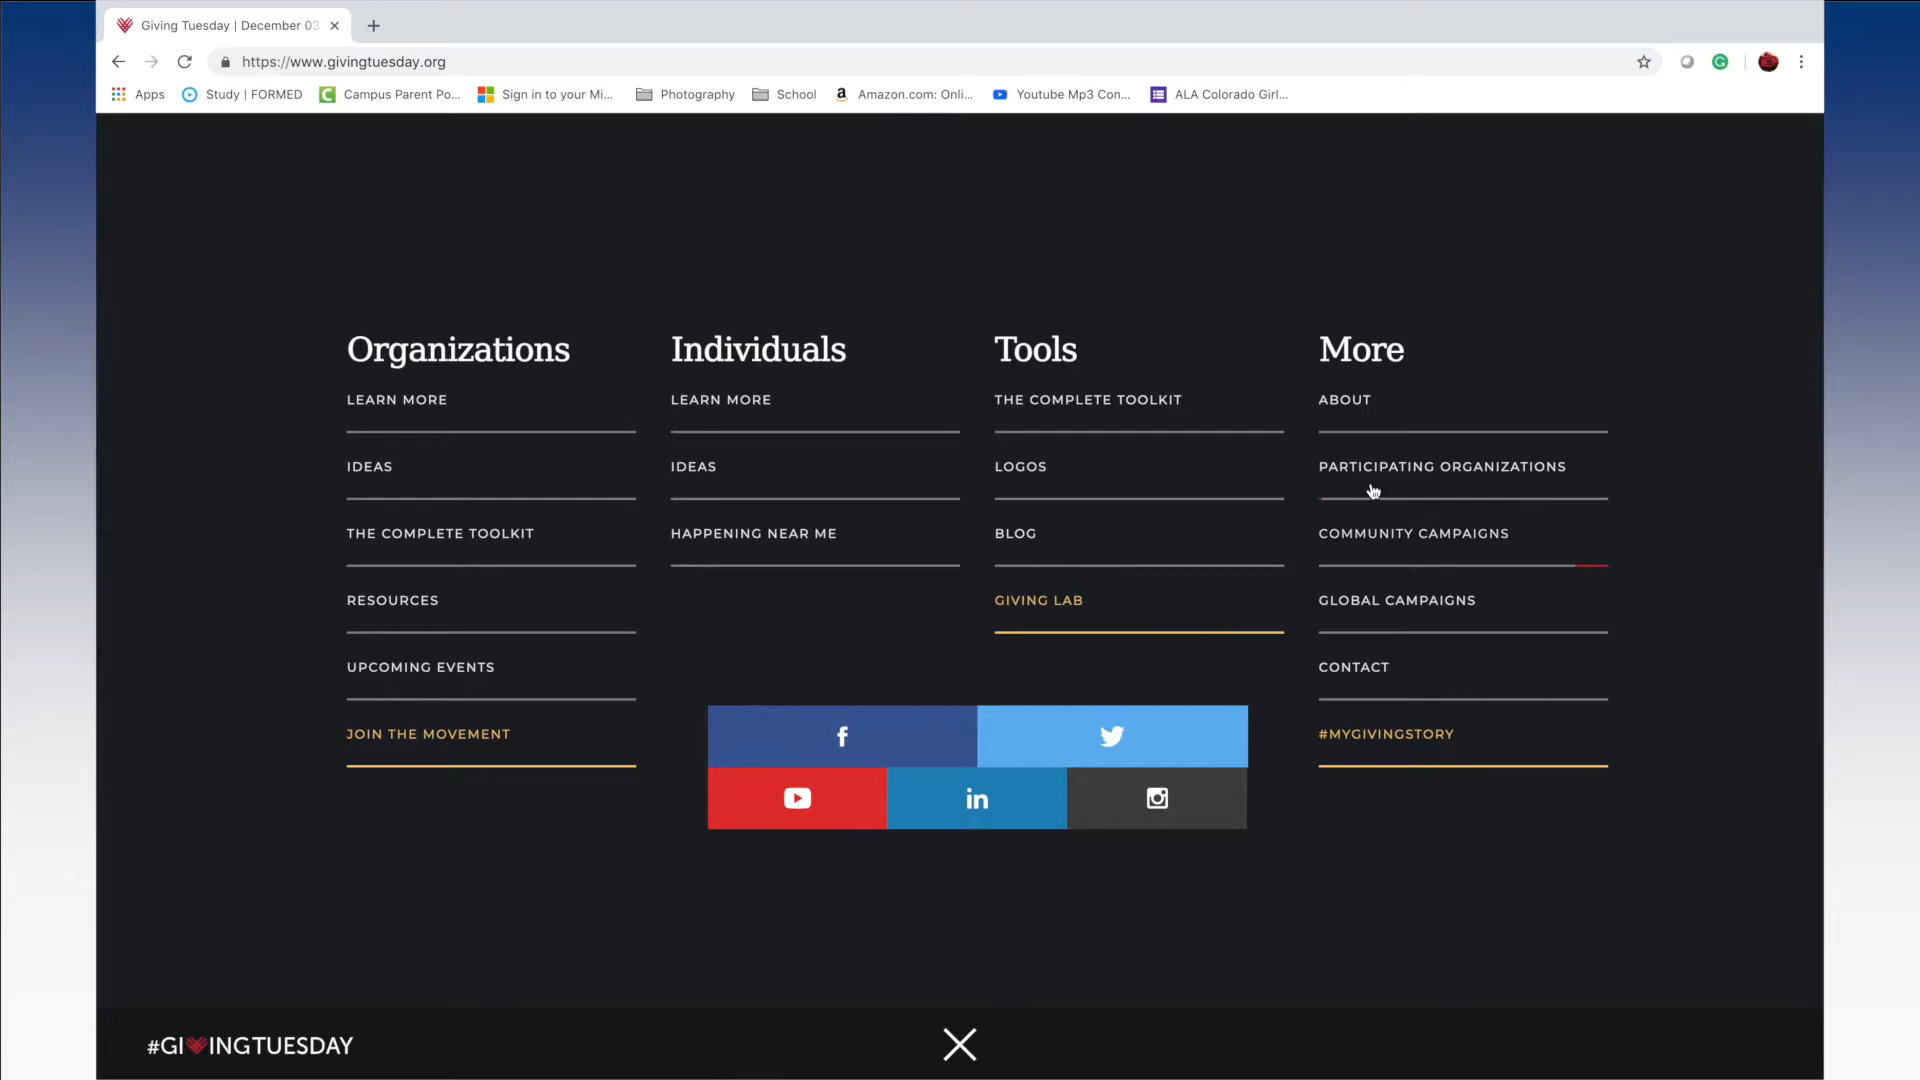 Giving Tuesday | December 03
https://www.givingtuesday.org
Apps
Study | FORMED
Campus Parent Po...
Sign in to your Mi...
Photography
School
Amazon.com: Onli...
Youtube Mp3 Con...
ALA Colorado Girl...
Organizations
LEARN MORE
IDEAS
THE COMPLETE TOOLKIT
RESOURCES
UPCOMING EVENTS
JOIN THE MOVEMENT
Individuals
LEARN MORE
IDEAS
HAPPENING NEAR ME
Tools
THE COMPLETE TOOLKIT
LOGOS
BLOG
GIVING LAB
More
ABOUT
PARTICIPATING ORGANIZATIONS
COMMUNITY CAMPAIGNS
GLOBAL CAMPAIGNS
CONTACT
#MYGIVINGSTORY
#GIVINGTUESDAY